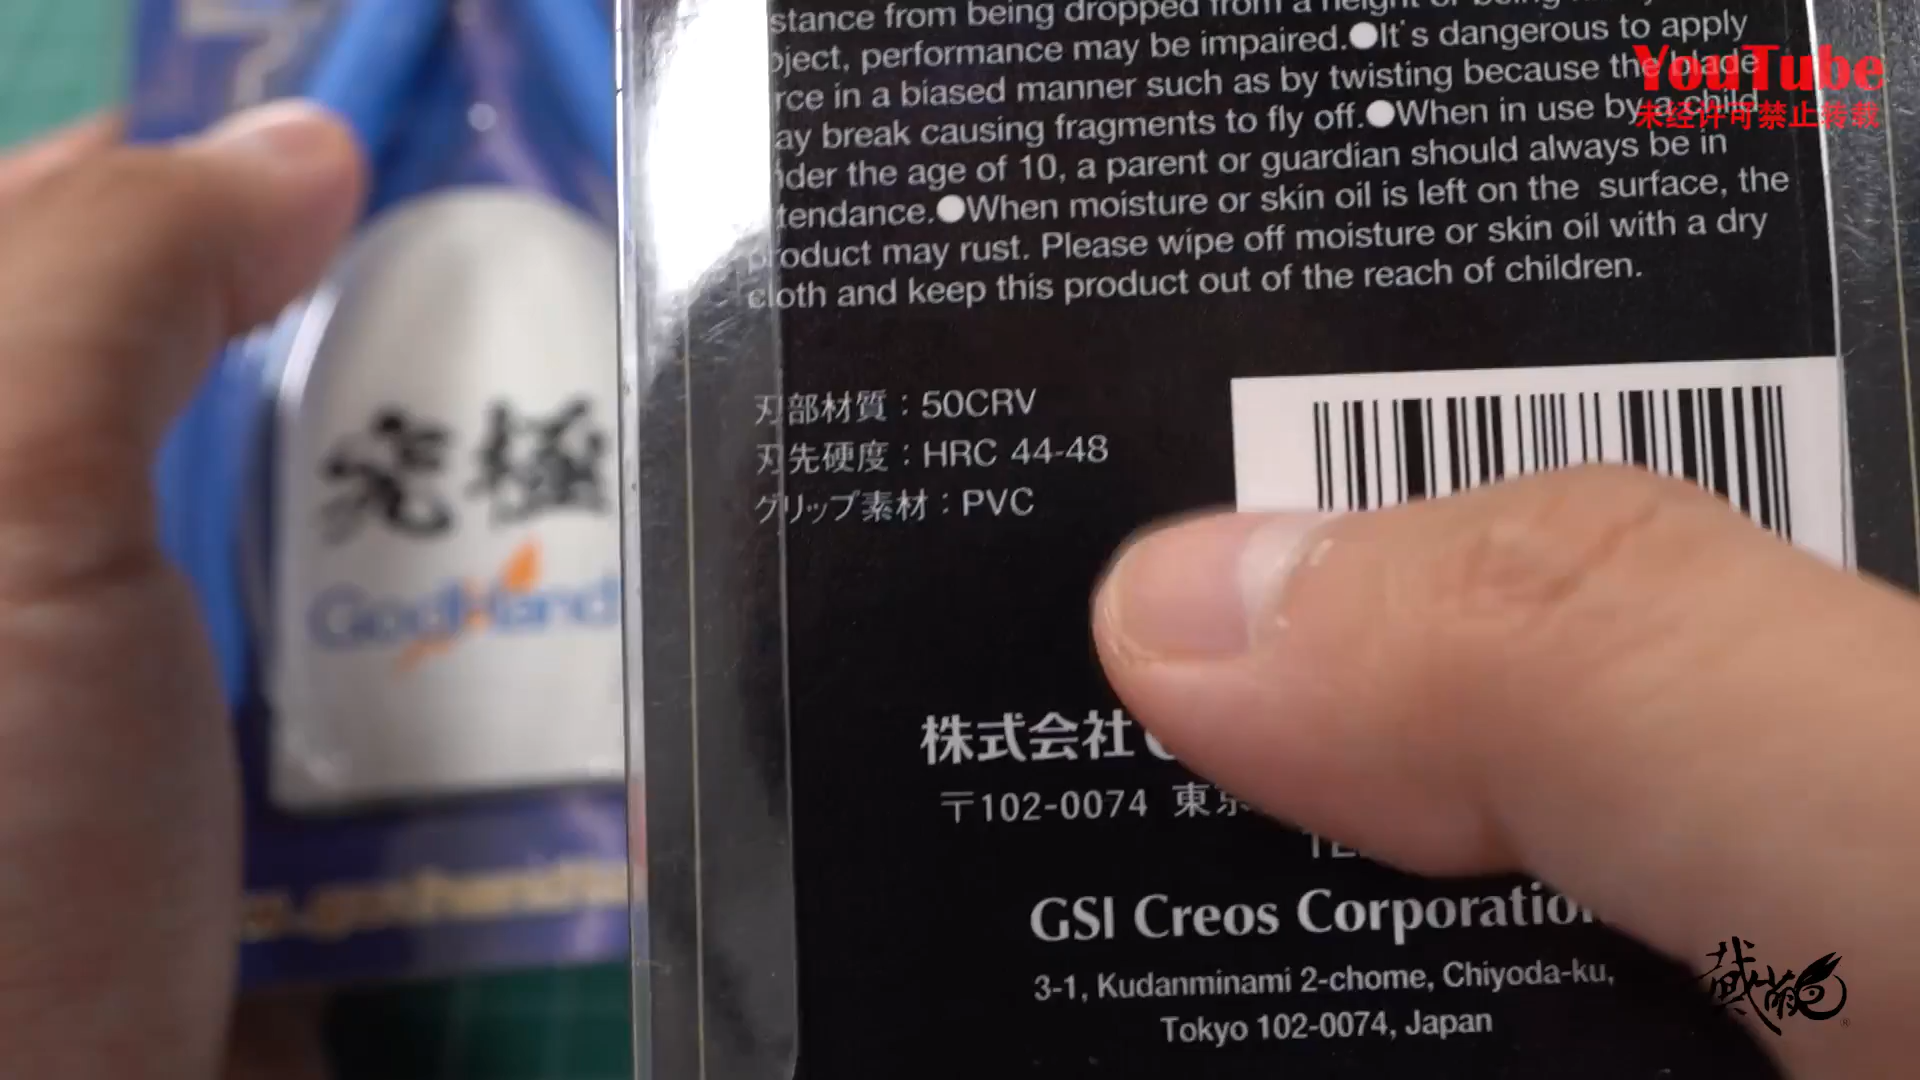 stance from being dropped from a height or being
ject, performance may be impaired.●It's dangerous to apply
rce in a biased manner such as by twisting because the blade
ay break causing fragments to fly off.●When in use by a child
der the age of 10, a parent or guardian should always be in
tendance.●When moisture or skin oil is left on the surface, the
product may rust. Please wipe off moisture or skin oil with a dry
cloth and keep this product out of the reach of children.
YouTube
未经许可禁止转载
刃部材質：50CRV
刃先硬度：HRC 44-48
グリップ素材：PVC
究極
GodHand
株式会社
〒102-0074 東京
TEL
GSI Creos Corporation
3-1, Kudanminami 2-chome, Chiyoda-ku,
Tokyo 102-0074, Japan